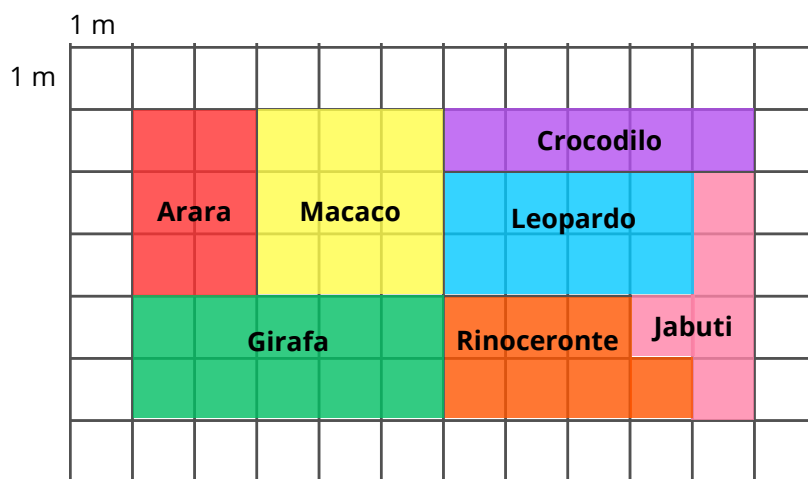 1 m
1 m
Crocodilo
Arara
Macaco
Leopardo
Girafa
Rinoceronte
Jabuti